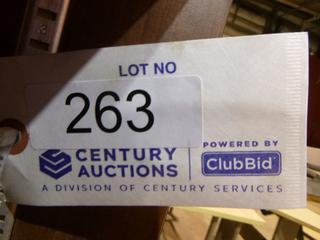 LOT NO
263
CENTURY
AUCTIONS
POWERED BY
ClubBid
A DIVISION OF CENTURY SERVICES